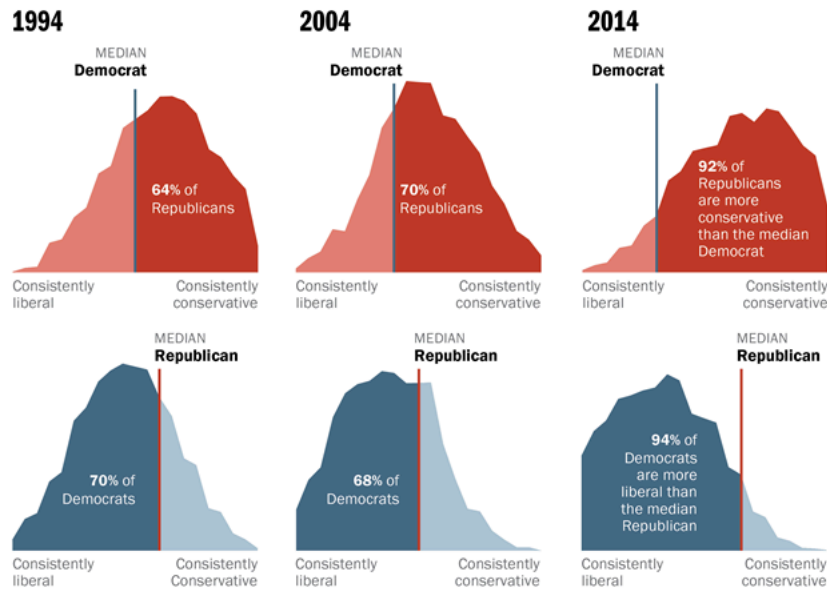 1994
MEDIAN
Democrat
64% of
Republicans
Consistently
liberal
Consistently
conservative
2004
MEDIAN
Democrat
70% of
Republicans
Consistently
liberal
Consistently
conservative
2014
MEDIAN
Democrat
92% of
Republicans
are more
conservative
than the median
Democrat
Consistently
liberal
Consistently
conservative
MEDIAN
Republican
70% of
Democrats
Consistently
liberal
Consistently
Conservative
MEDIAN
Republican
68% of
Democrats
Consistently
liberal
Consistently
conservative
MEDIAN
Republican
94% of
Democrats
are more
liberal than
the median
Republican
Consistently
liberal
Consistently
conservative